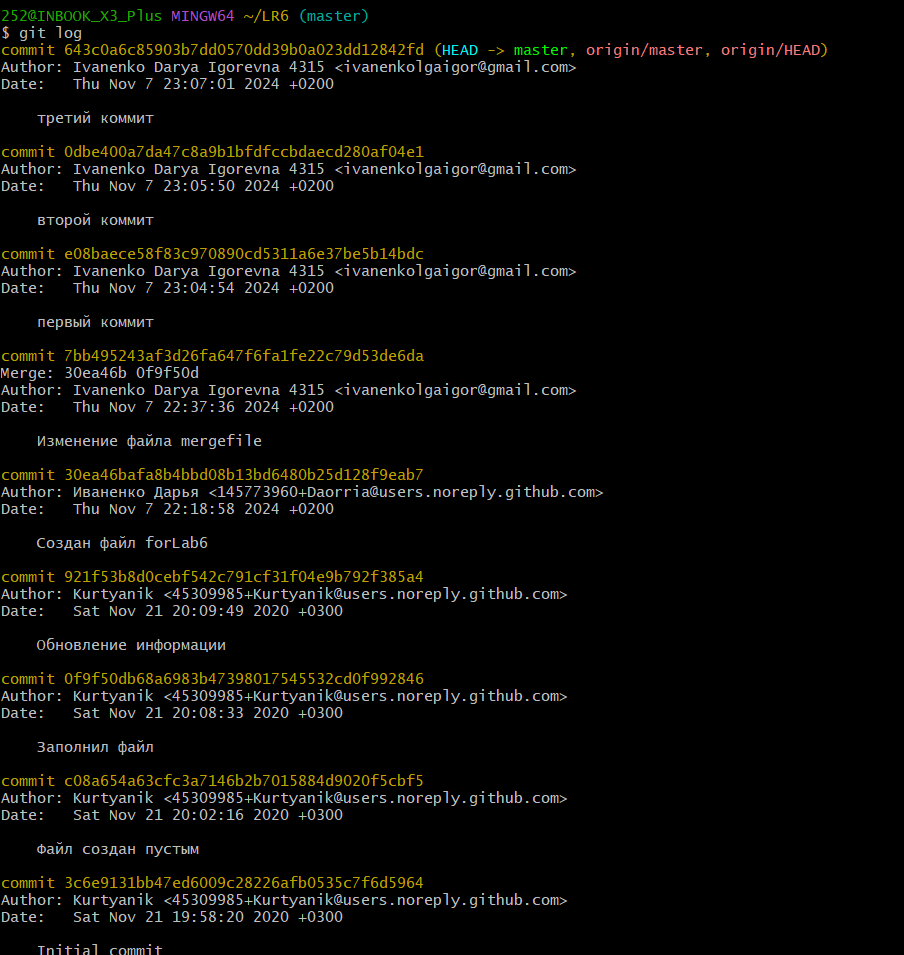 252@INBOOK_X3_Plus MINGW64 ~/LR6 (master)
$ git log
commit 643c0a6c85903b7dd0570dd39b0a023dd12842fd (HEAD -> master, origin/master, origin/HEAD)
Author: Ivanenko Darya Igorevna 4315 <ivanenkolgaigor@gmail.com>
Date:   Thu Nov 7 23:07:01 2024 +0200
третий коммит
commit 0dbe400a7da47c8a9b1bfdfccbdaecd280af04e1
Author: Ivanenko Darya Igorevna 4315 <ivanenkolgaigor@gmail.com>
Date:   Thu Nov 7 23:05:50 2024 +0200
второй коммит
commit e08baece58f83c970890cd5311a6e37be5b14bdc
Author: Ivanenko Darya Igorevna 4315 <ivanenkolgaigor@gmail.com>
Date:   Thu Nov 7 23:04:54 2024 +0200
первый коммит
commit 7bb495243af3d26fa647f6fa1fe22c79d53de6da
Merge: 30ea46b 0f9f50d
Author: Ivanenko Darya Igorevna 4315 <ivanenkolgaigor@gmail.com>
Date:   Thu Nov 7 22:37:36 2024 +0200
Изменение файла mergefile
commit 30ea46bafa8b4bbd08b13bd6480b25d128f9eab7
Author: Иваненко Дарья <145773960+Daorria@users.noreply.github.com>
Date:   Thu Nov 7 22:18:58 2024 +0200
Создан файл forLab6
commit 921f53b8d0cebf542c791cf31f04e9b792f385a4
Author: Kurtyanik <45309985+Kurtyanik@users.noreply.github.com>
Date:   Sat Nov 21 20:09:49 2020 +0300
Обновление информации
commit 0f9f50db68a6983b47398017545532cd0f992846
Author: Kurtyanik <45309985+Kurtyanik@users.noreply.github.com>
Date:   Sat Nov 21 20:08:33 2020 +0300
Заполнил файл
commit c08a654a63cfc3a7146b2b7015884d9020f5cbf5
Author: Kurtyanik <45309985+Kurtyanik@users.noreply.github.com>
Date:   Sat Nov 21 20:02:16 2020 +0300
Файл создан пустым
commit 3c6e9131bb47ed6009c28226afb0535c7f6d5964
Author: Kurtyanik <45309985+Kurtyanik@users.noreply.github.com>
Date:   Sat Nov 21 19:58:20 2020 +0300
Initial commit